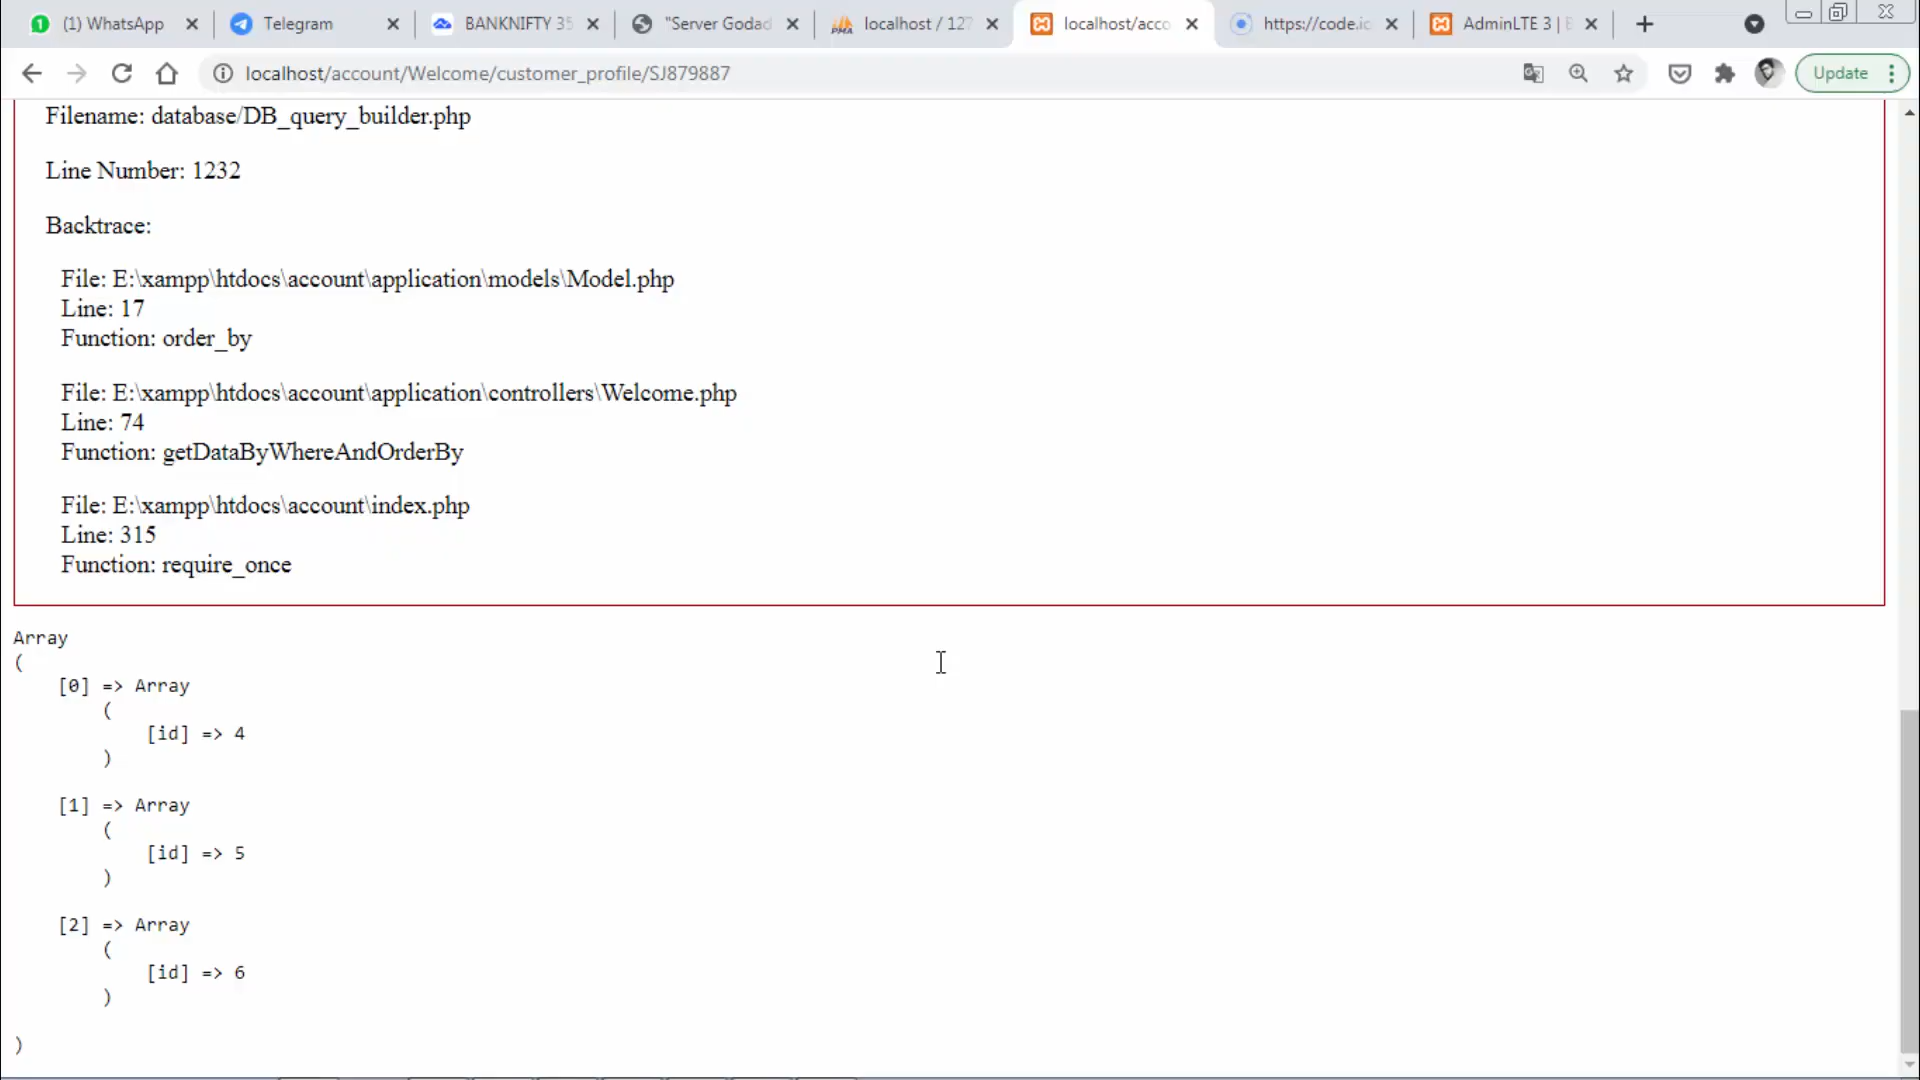 (1) WhatsApp
Telegram
BANKNIFTY 35
"Server Godad
localhost / 127
localhost/acco
https://code.ic
AdminLTE 3 |
localhost/account/Welcome/customer_profile/SJ879887
Update
Filename: database/DB_query_builder.php
Line Number: 1232
Backtrace:
File: E:\xampp\htdocs\account\application\models\Model.php
Line: 17
Function: order_by
File: E:\xampp\htdocs\account\application\controllers\Welcome.php
Line: 74
Function: getDataByWhereAndOrderBy
File: E:\xampp\htdocs\account\index.php
Line: 315
Function: require_once
Array
(
[0] => Array
(
[id] => 4
)
[1] => Array
(
[id] => 5
)
[2] => Array
(
[id] => 6
)
)